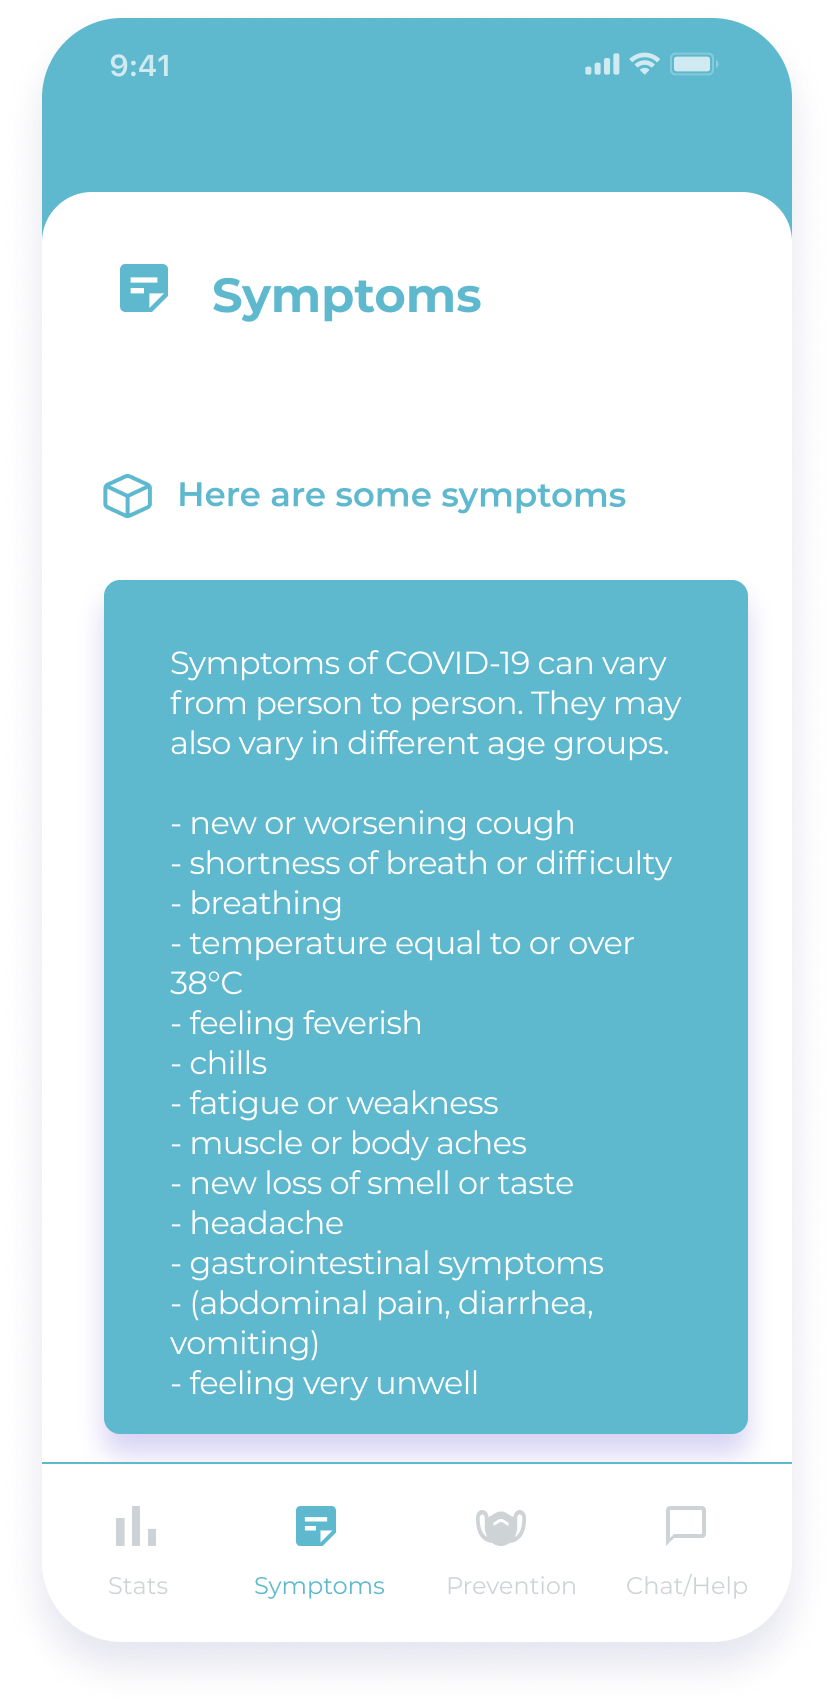 9:41
Symptoms
Here are some symptoms
Symptoms of COVID-19 can vary
from person to person. They may
also vary in different age groups.
- new or worsening cough
- shortness of breath or difficulty
- breathing
- temperature equal to or over
38°C
- feeling feverish
- chills
- fatigue or weakness
- muscle or body aches
- new loss of smell or taste
- headache
- gastrointestinal symptoms
- (abdominal pain, diarrhea,
vomiting)
- feeling very unwell
Stats
Symptoms
Prevention
Chat/Help